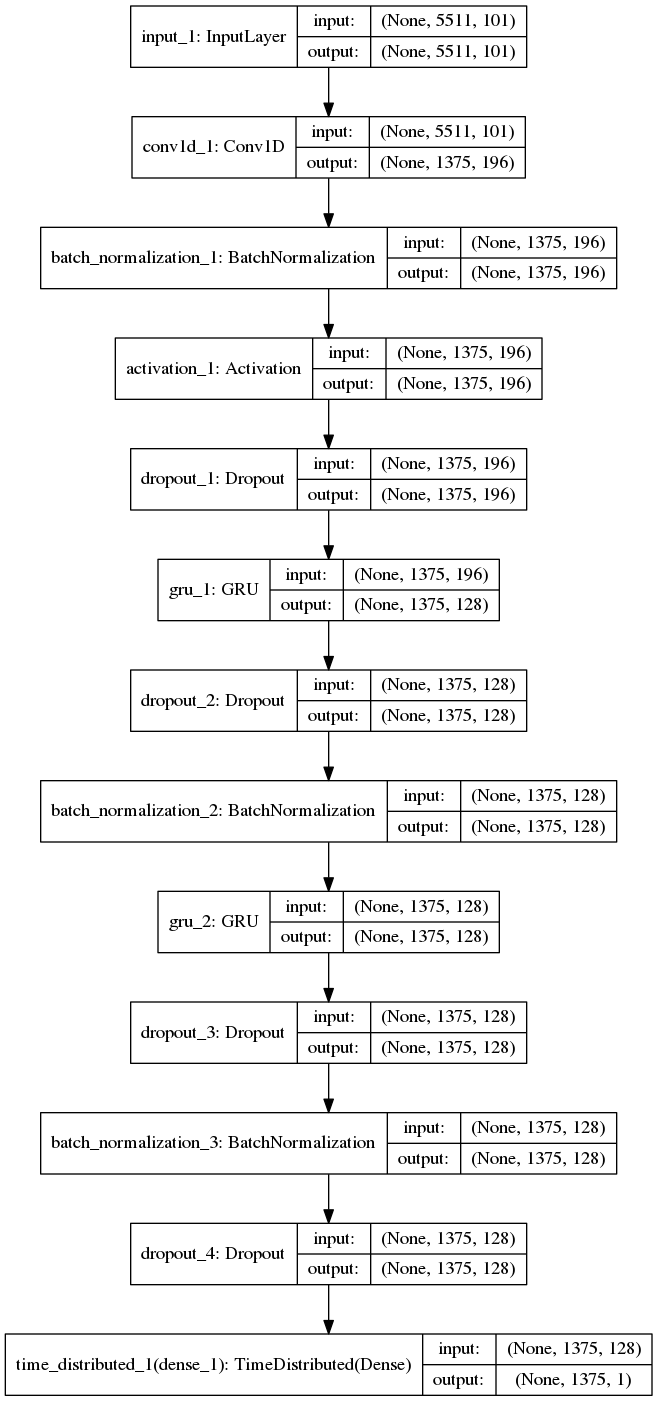 input_1: InputLayer
input: (None, 5511, 101)
output: (None, 5511, 101)
conv1d_1: Conv1D
input: (None, 5511, 101)
output: (None, 1375, 196)
batch_normalization_1: BatchNormalization
input: (None, 1375, 196)
output: (None, 1375, 196)
activation_1: Activation
input: (None, 1375, 196)
output: (None, 1375, 196)
dropout_1: Dropout
input: (None, 1375, 196)
output: (None, 1375, 196)
gru_1: GRU
input: (None, 1375, 196)
output: (None, 1375, 128)
dropout_2: Dropout
input: (None, 1375, 128)
output: (None, 1375, 128)
batch_normalization_2: BatchNormalization
input: (None, 1375, 128)
output: (None, 1375, 128)
gru_2: GRU
input: (None, 1375, 128)
output: (None, 1375, 128)
dropout_3: Dropout
input: (None, 1375, 128)
output: (None, 1375, 128)
batch_normalization_3: BatchNormalization
input: (None, 1375, 128)
output: (None, 1375, 128)
dropout_4: Dropout
input: (None, 1375, 128)
output: (None, 1375, 128)
time_distributed_1(dense_1): TimeDistributed(Dense)
input: (None, 1375, 128)
output: (None, 1375, 1)